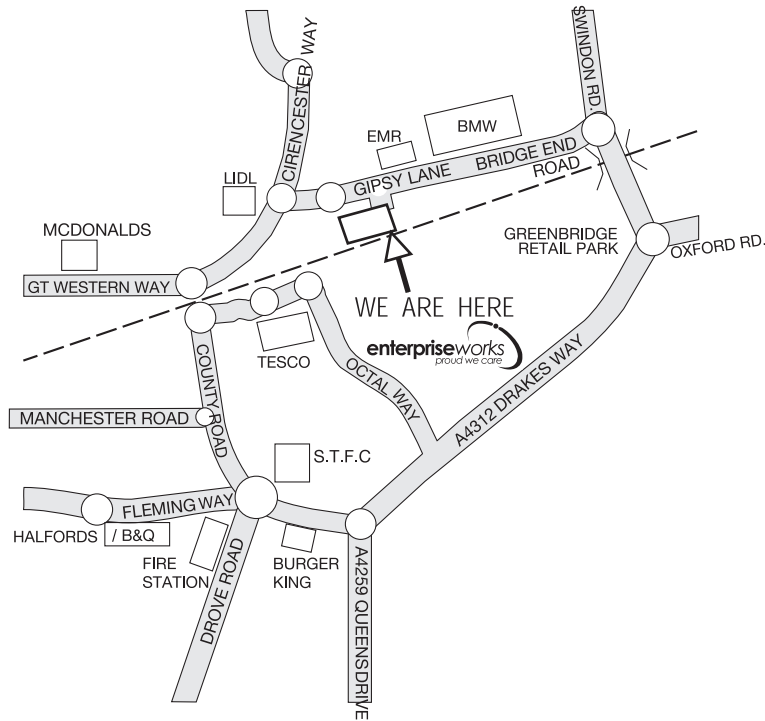 CIRENCESTER WAY
SWINDON RD.
BMW
EMR
BRIDGE END
ROAD
GIPSY LANE
LIDL
MCDONALDS
GREENBRIDGE
RETAIL PARK
OXFORD RD.
GT WESTERN WAY
WE ARE HERE
enterpriseworks
proud we care
TESCO
OCTAL WAY
COUNTY ROAD
A4312 DRAKES WAY
MANCHESTER ROAD
S.T.F.C
FLEMING WAY
HALFORDS / B&Q
FIRE
STATION
BURGER
KING
DROVE ROAD
A4259 QUEENSDRIVE